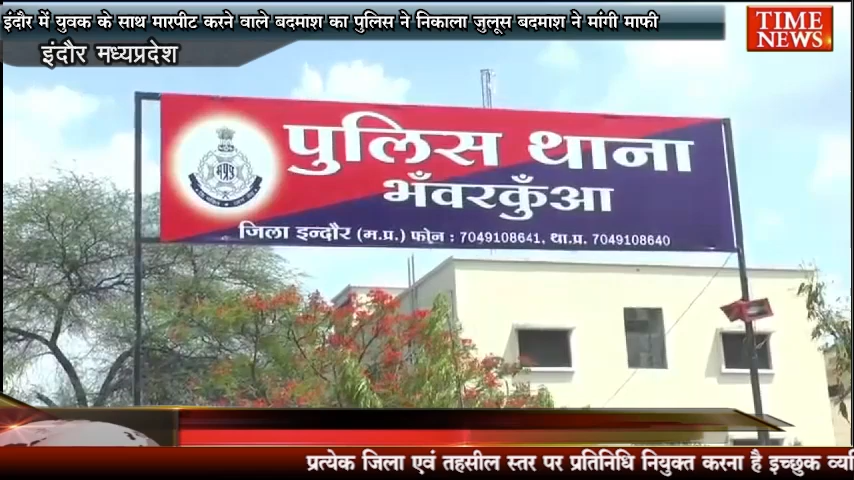 इंदौर में युवक के साथ मारपीट करने वाले बदमाश का पुलिस ने निकाला जुलूस बदमाश ने मांगी माफी
TIME
NEWS
इंदौर मध्यप्रदेश
पुलिस थाना
भँवरकुँआ
जिला इन्दौर (म.प्र.) फोन : 7049108641, था.प्र. 7049108640
प्रत्येक जिला एवं तहसील स्तर पर प्रतिनिधि नियुक्त करना है इच्छुक